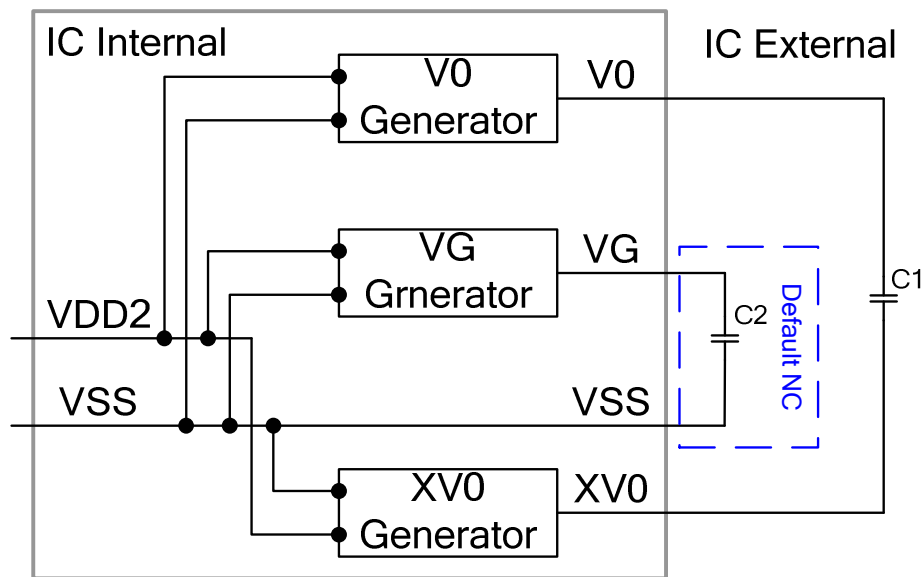 IC Internal
IC External
V0
Generator
V0
VG
Grnerator
VG
VDD2
C2
Default NC
C1
VSS
VSS
XV0
Generator
XV0